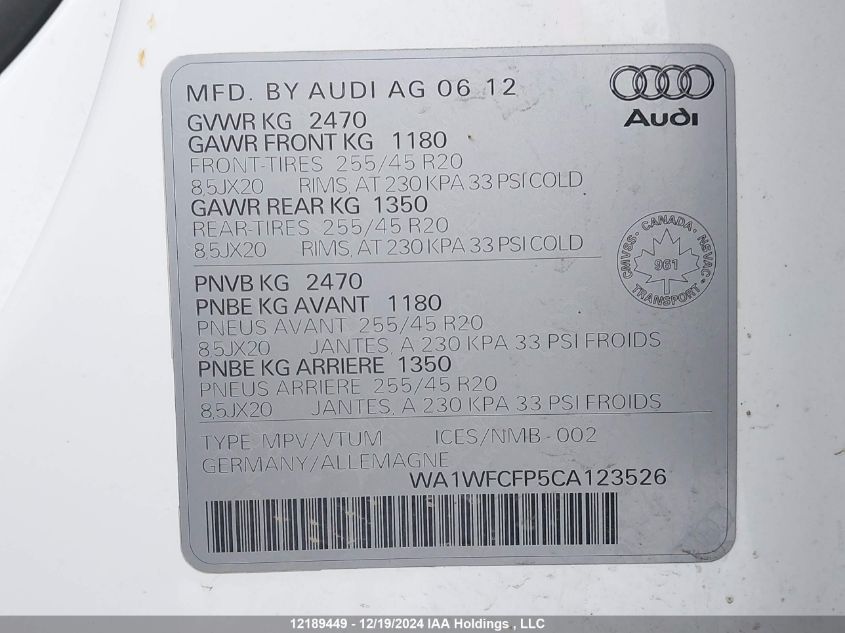 MFD. BY AUDI AG 06 12
Audi
GVWR KG 2470
GAWR FRONT KG 1180
FRONT-TIRES 255/45 R20
8,5JX20 RIMS, AT 230 KPA 33 PSI COLD
GAWR REAR KG 1350
REAR-TIRES 255/45 R20
8,5JX20 RIMS, AT 230 KPA 33 PSI COLD
CMVSS - CANADA - NSVAC
961
TRANSPORT
PNVB KG 2470
PNBE KG AVANT 1180
PNEUS AVANT 255/45 R20
8,5JX20 JANTES, A 230 KPA 33 PSI FROIDS
PNBE KG ARRIERE 1350
PNEUS ARRIERE 255/45 R20
8,5JX20 JANTES, A 230 KPA 33 PSI FROIDS
TYPE MPV/VTUM ICES/NMB-002
GERMANY/ALLEMAGNE
WA1WFCFP5CA123526
12189449 - 12/19/2024 IAA Holdings , LLC